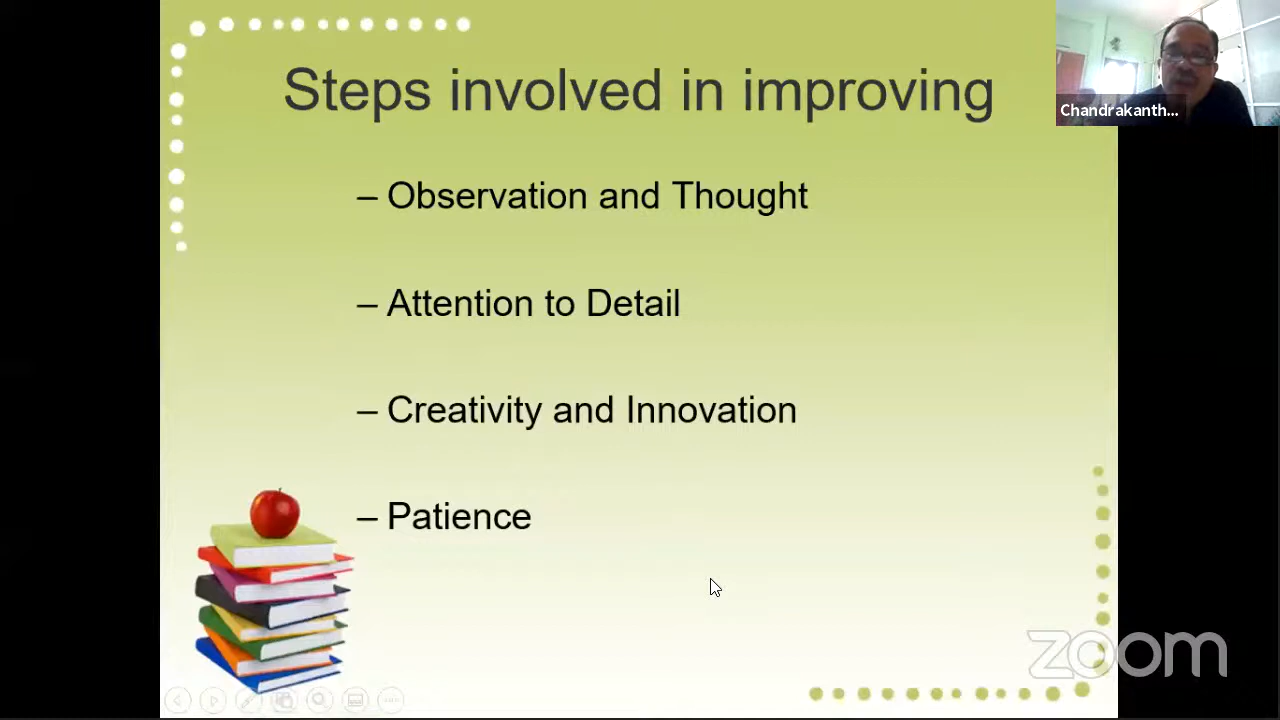 Steps involved in improving
Chandrakanth...
– Observation and Thought
– Attention to Detail
– Creativity and Innovation
– Patience
zoom